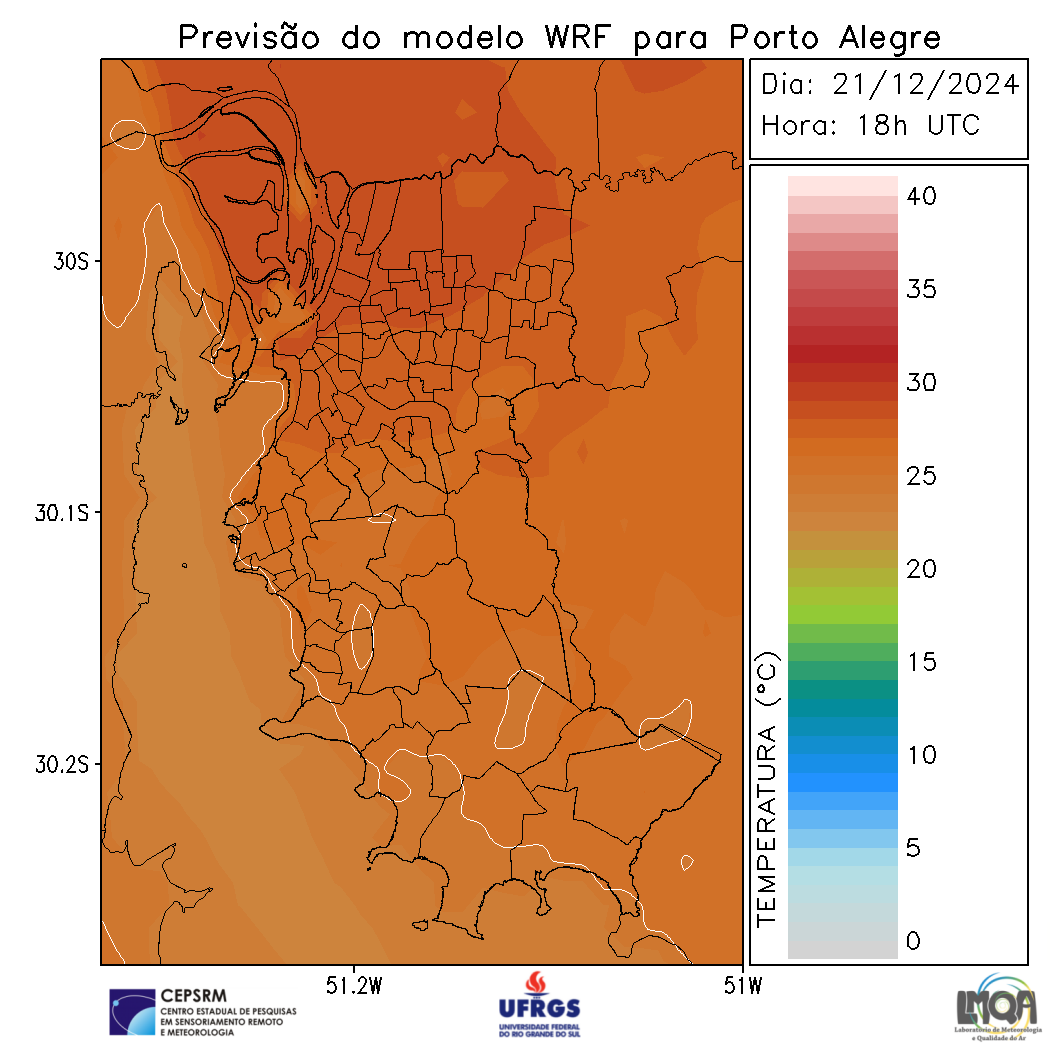 Previsão do modelo WRF para Porto Alegre
Dia: 21/12/2024
Hora: 18h UTC
40
35
30
25
20
15
10
5
0
TEMPERATURA (°C)
30S
30.1S
30.2S
51.2W
51W
CEPSRM
CENTRO ESTADUAL DE PESQUISAS
EM SENSORIAMENTO REMOTO
E METEOROLOGIA
UFRGS
UNIVERSIDADE FEDERAL
DO RIO GRANDE DO SUL
LMQA
Laboratório de Meteorologia
e Qualidade do Ar